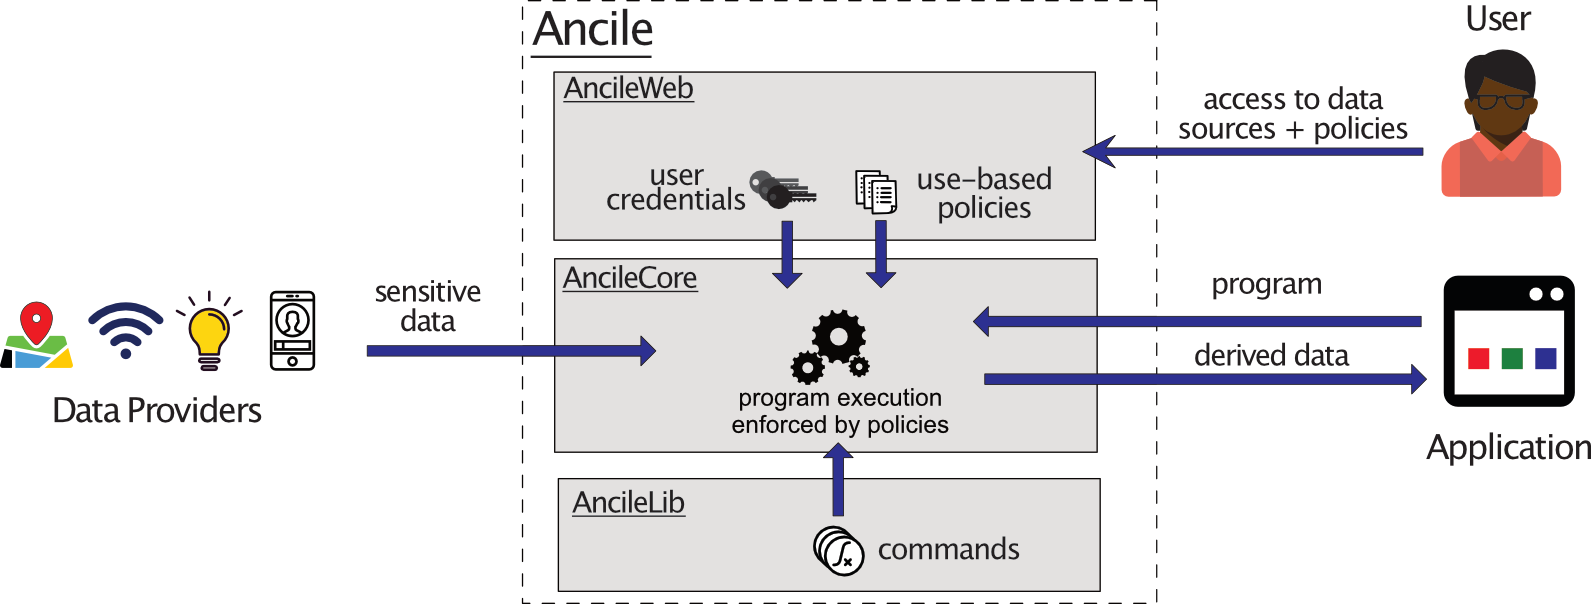 Ancile
User
AncileWeb
access to data
sources + policies
user
credentials
use-based
policies
AncileCore
sensitive
data
program
derived data
Data Providers
program execution
enforced by policies
Application
AncileLib
commands